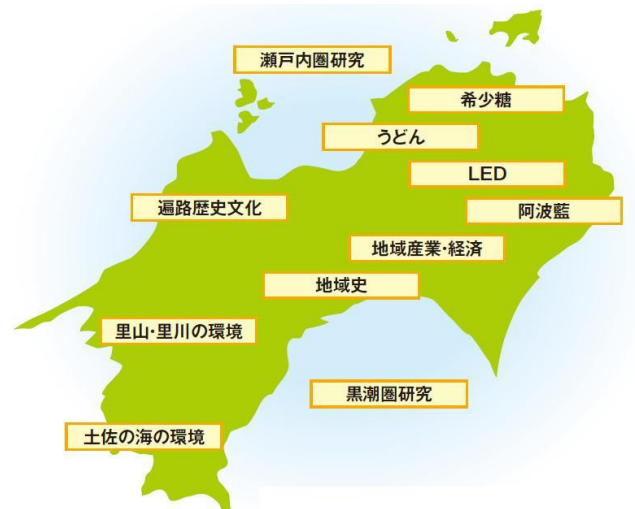 瀬戸内圏研究
希少糖
うどん
LED
遍路歴史文化
阿波藍
地域産業・経済
地域史
里山・里川の環境
黒潮圏研究
土佐の海の環境